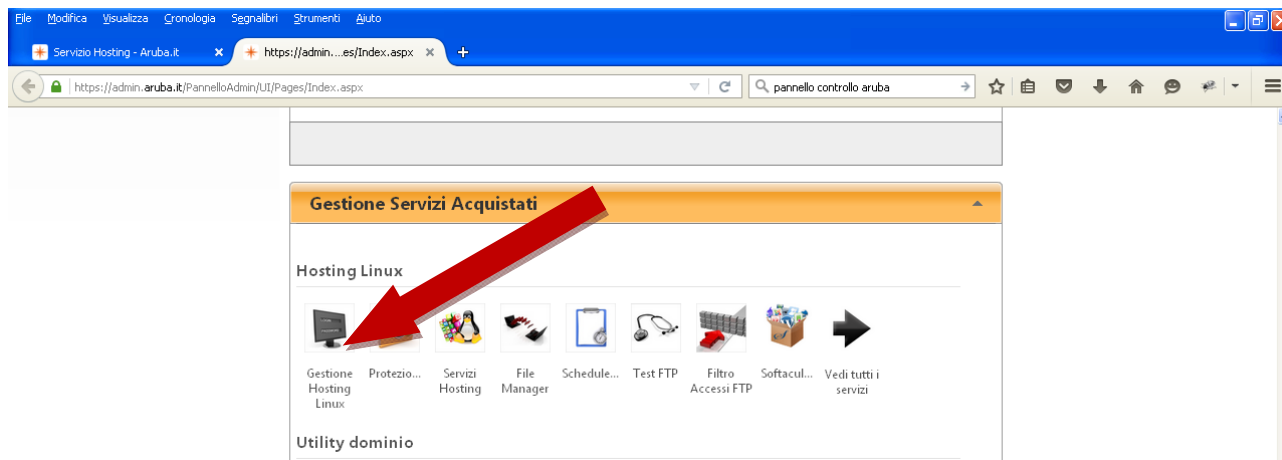 File Modifica Visualizza Cronologia Segnalibri Strumenti Aiuto
Servizio Hosting - Aruba.it
https://admin....es/Index.aspx
https://admin.aruba.it/PannelloAdmin/UI/Pages/Index.aspx
pannello controllo aruba
Gestione Servizi Acquistati
Hosting Linux
Gestione Hosting Linux
Protezio...
Servizi Hosting
File Manager
Schedule...
Test FTP
Filtro Accessi FTP
Softacul...
Vedi tutti i servizi
Utility dominio